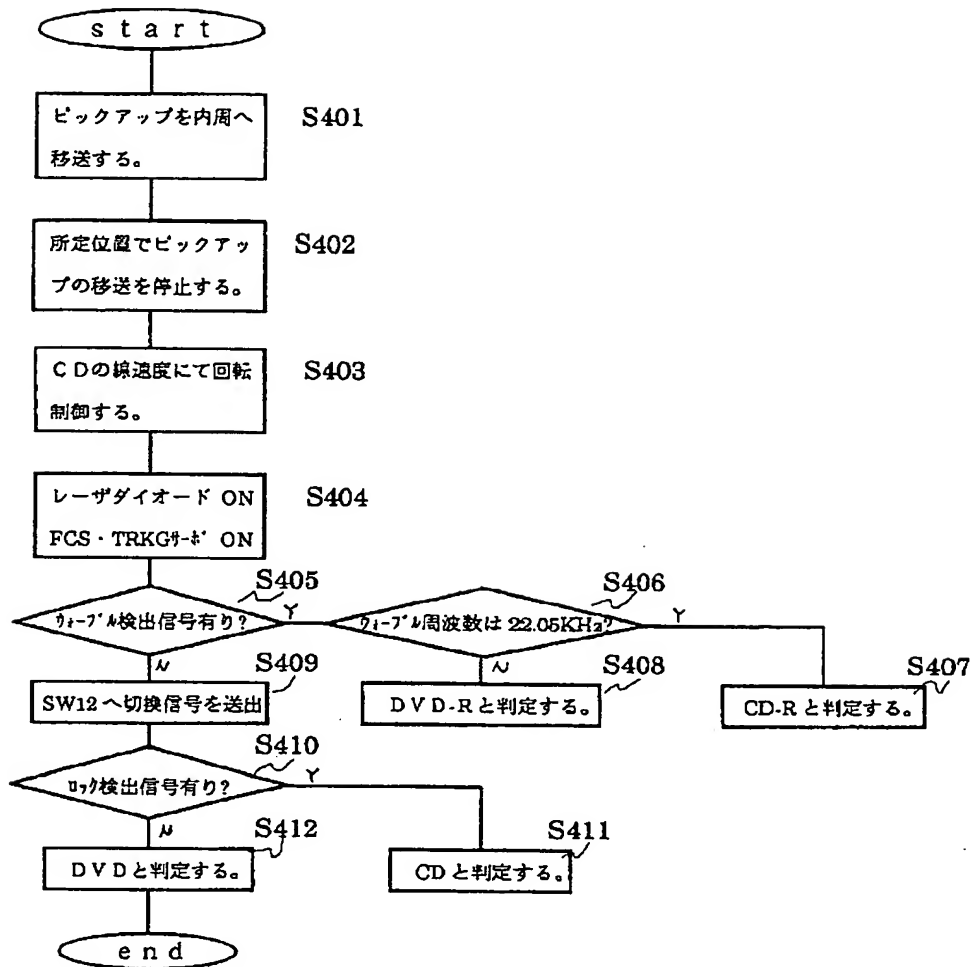 start
ピックアップを内周へ
移送する。
S401
所定位置でピックアッ
プの移送を停止する。
S402
CDの線速度にて回転
制御する。
S403
レーザダイオード ON
FCS・TRKGサーボ ON
S404
ウォーブル検出信号有り?
S405
Y
N
ウォーブル周波数は 22.05KHz?
S406
Y
N
CD-R と判定する。
S407
DVD-R と判定する。
S408
SW12 へ切換信号を送出
S409
ロック検出信号有り?
S410
Y
N
CD と判定する。
S411
DVD と判定する。
S412
end